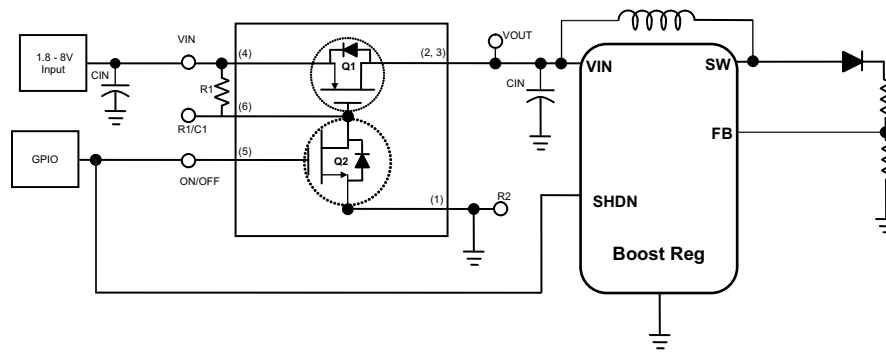 1.8 - 8V
Input
CIN
VIN
(4)
R1
(6)
R1/C1
Q1
(2, 3)
VOUT
CIN
VIN
SW
FB
SHDN
Boost Reg
GPIO
(5)
ON/OFF
Q2
(1)
R2